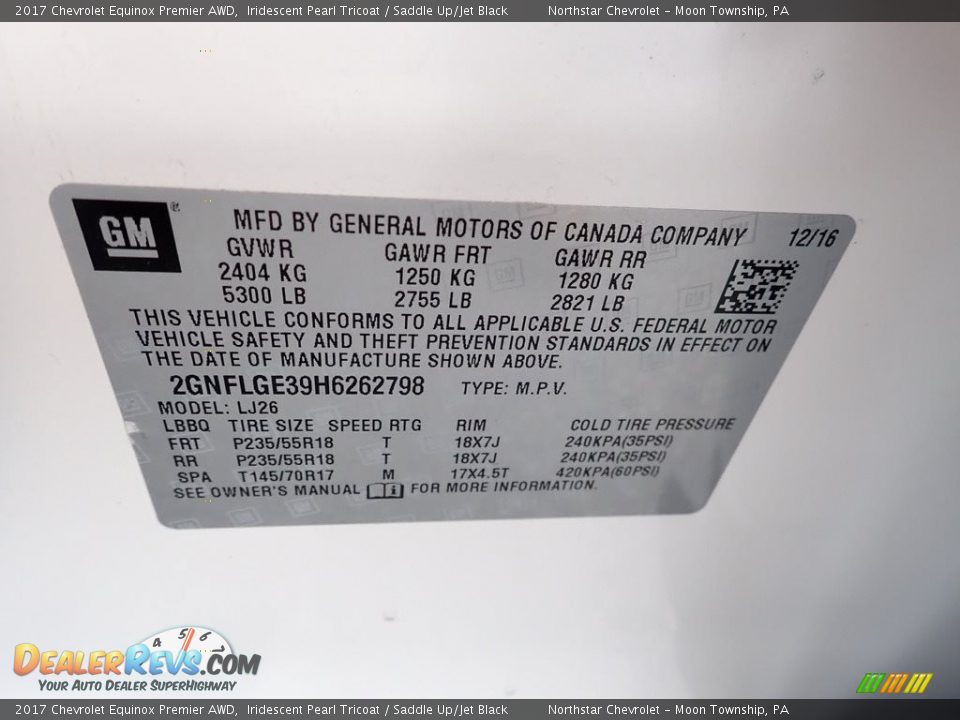 2017 Chevrolet Equinox Premier AWD, Iridescent Pearl Tricoat / Saddle Up/Jet Black Northstar Chevrolet - Moon Township, PA
GM®
MFD BY GENERAL MOTORS OF CANADA COMPANY 12/16
GVWR GAWR FRT GAWR RR
2404 KG 1250 KG 1280 KG
5300 LB 2755 LB 2821 LB
THIS VEHICLE CONFORMS TO ALL APPLICABLE U.S. FEDERAL MOTOR
VEHICLE SAFETY AND THEFT PREVENTION STANDARDS IN EFFECT ON
THE DATE OF MANUFACTURE SHOWN ABOVE.
2GNFLGE39H6262798 TYPE: M.P.V.
MODEL: LJ26
LBBQ TIRE SIZE SPEED RTG RIM COLD TIRE PRESSURE
FRT P235/55R18 T 18X7J 240KPA(35PSI)
RR P235/55R18 T 18X7J 240KPA(35PSI)
SPA T145/70R17 M 17X4.5T 420KPA(60PSI)
SEE OWNER'S MANUAL i FOR MORE INFORMATION.
4 5 6
DEALERREVS.COM
YOUR AUTO DEALER SUPERHIGHWAY
2017 Chevrolet Equinox Premier AWD, Iridescent Pearl Tricoat / Saddle Up/Jet Black Northstar Chevrolet - Moon Township, PA